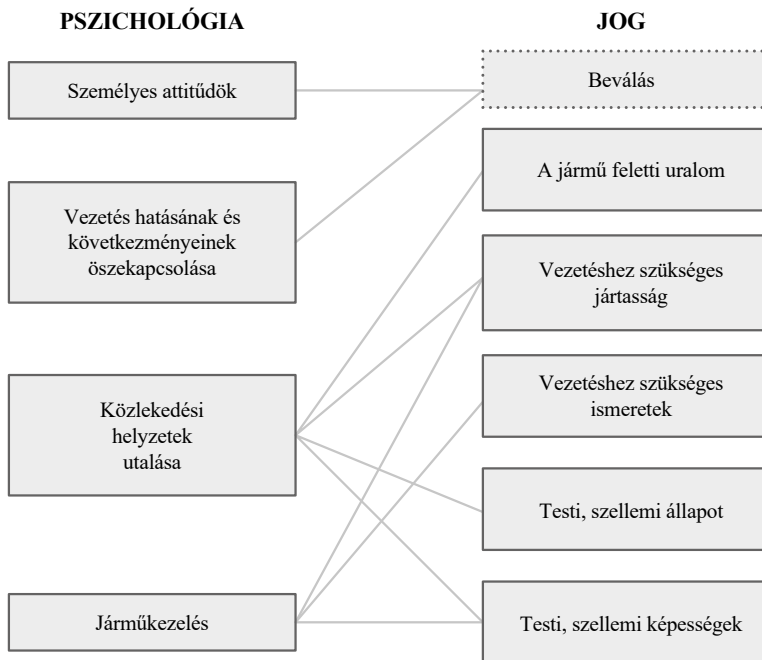 PSZICHOLÓGIA
Személyes attitűdök
Vezetés hatásának és
következményeinek
öszekapcsolása
Közlekedési
helyzetek
utalása
Járműkezelés
JOG
Beválás
A jármű feletti uralom
Vezetéshez szükséges
jártasság
Vezetéshez szükséges
ismeretek
Testi, szellemi állapot
Testi, szellemi képességek